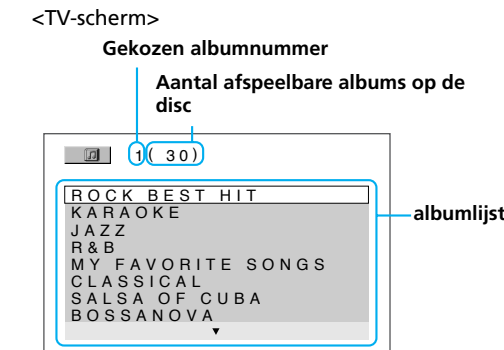 <TV-scherm>
Gekozen albumnummer
Aantal afspeelbare albums op de
disc
1 ( 30)
ROCK BEST HIT
KARAOKE
JAZZ
R&B
MY FAVORITE SONGS
CLASSICAL
SALSA OF CUBA
BOSSANOVA
albumlijst